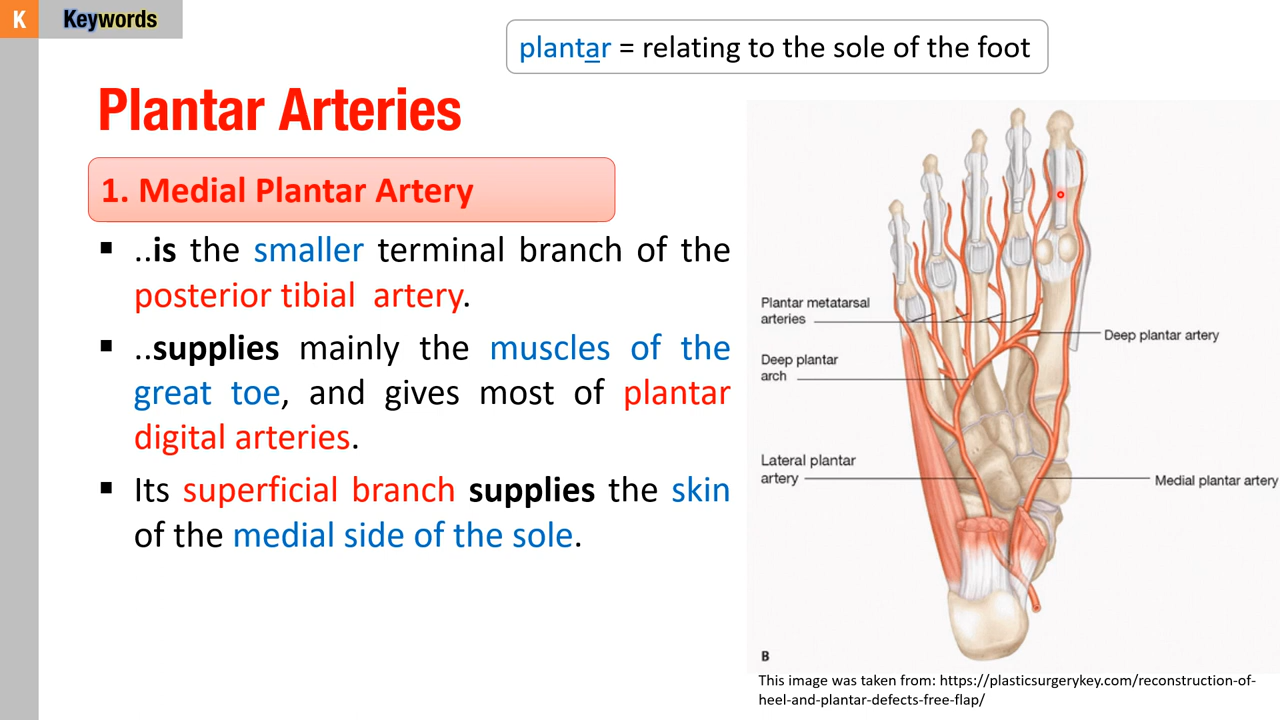 K Keywords
plantar = relating to the sole of the foot
Plantar Arteries
1. Medial Plantar Artery
▪ ..is the smaller terminal branch of the
posterior tibial artery.
▪ ..supplies mainly the muscles of the
great toe, and gives most of plantar
digital arteries.
▪ Its superficial branch supplies the skin
of the medial side of the sole.
Plantar metatarsal
arteries
Deep plantar artery
Deep plantar
arch
Lateral plantar
artery
Medial plantar artery
B
This image was taken from: https://plasticsurgerykey.com/reconstruction-of-
heel-and-plantar-defects-free-flap/